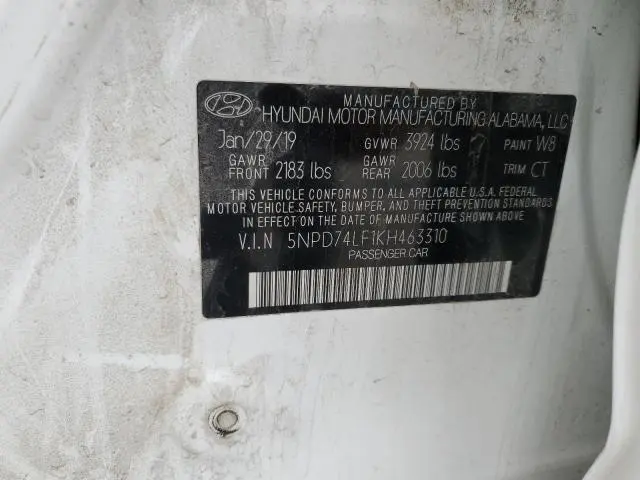 MANUFACTURED BY
HYUNDAI MOTOR MANUFACTURING ALABAMA, LLC
Jan/29/19 GVWR 3924 lbs PAINT W8
GAWR FRONT 2183 lbs GAWR REAR 2006 lbs TRIM CT
THIS VEHICLE CONFORMS TO ALL APPLICABLE U.S.A. FEDERAL
MOTOR VEHICLE SAFETY, BUMPER, AND THEFT PREVENTION STANDARDS
IN EFFECT ON THE DATE OF MANUFACTURE SHOWN ABOVE.
V.I.N 5NPD74LF1KH463310
PASSENGER CAR